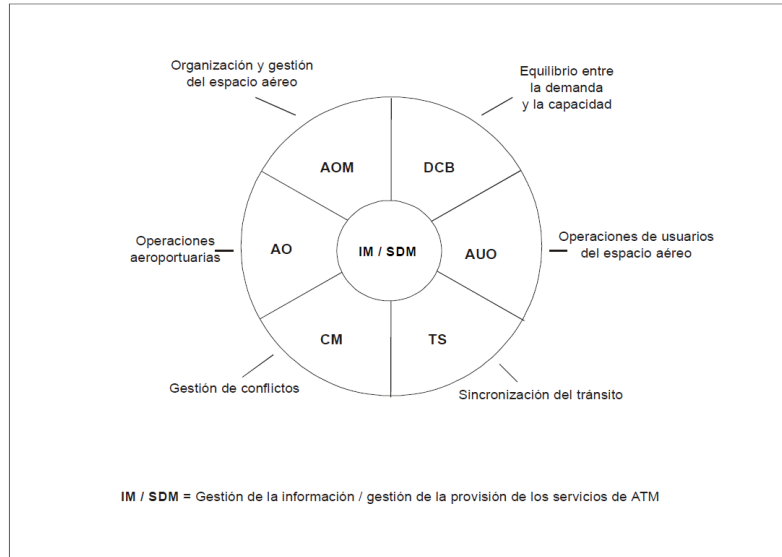 Organización y gestión
del espacio aéreo
Equilibrio entre
la demanda
y la capacidad
AOM
DCB
Operaciones
aeroportuarias
AO
IM / SDM
AUO
Operaciones de usuarios
del espacio aéreo
CM
TS
Gestión de conflictos
Sincronización del tránsito
IM / SDM = Gestión de la información / gestión de la provisión de los servicios de ATM